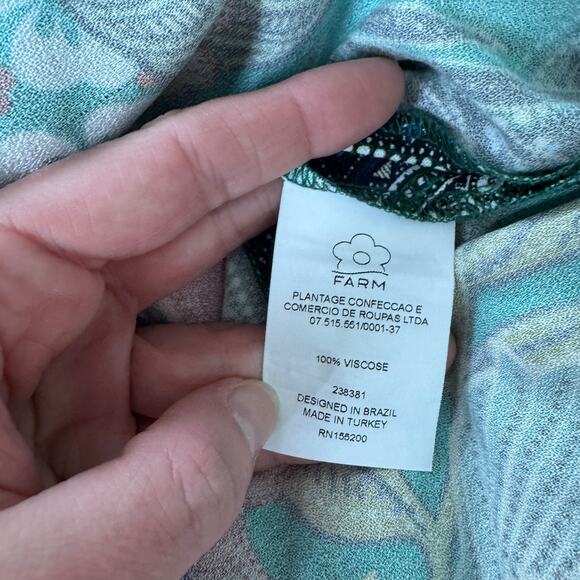 FARM
PLANTAGE CONFECCAO E
COMERCIO DE ROUPAS LTDA
07 515.551/0001-37
100% VISCOSE
238381
DESIGNED IN BRAZIL
MADE IN TURKEY
RN155200